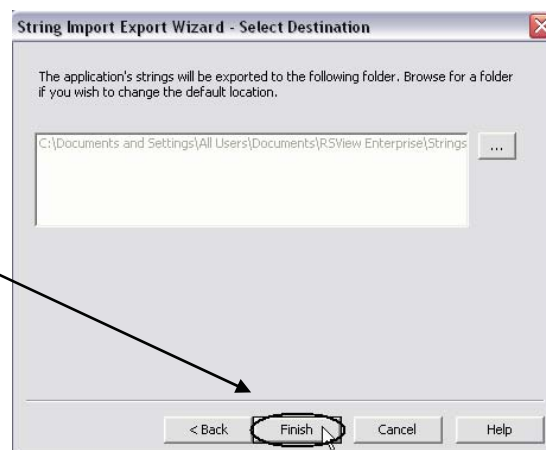 String Import Export Wizard - Select Destination
The application's strings will be exported to the following folder. Browse for a folder
if you wish to change the default location.
C:\Documents and Settings\All Users\Documents\RSView Enterprise\Strings
...
< Back Finish Cancel Help